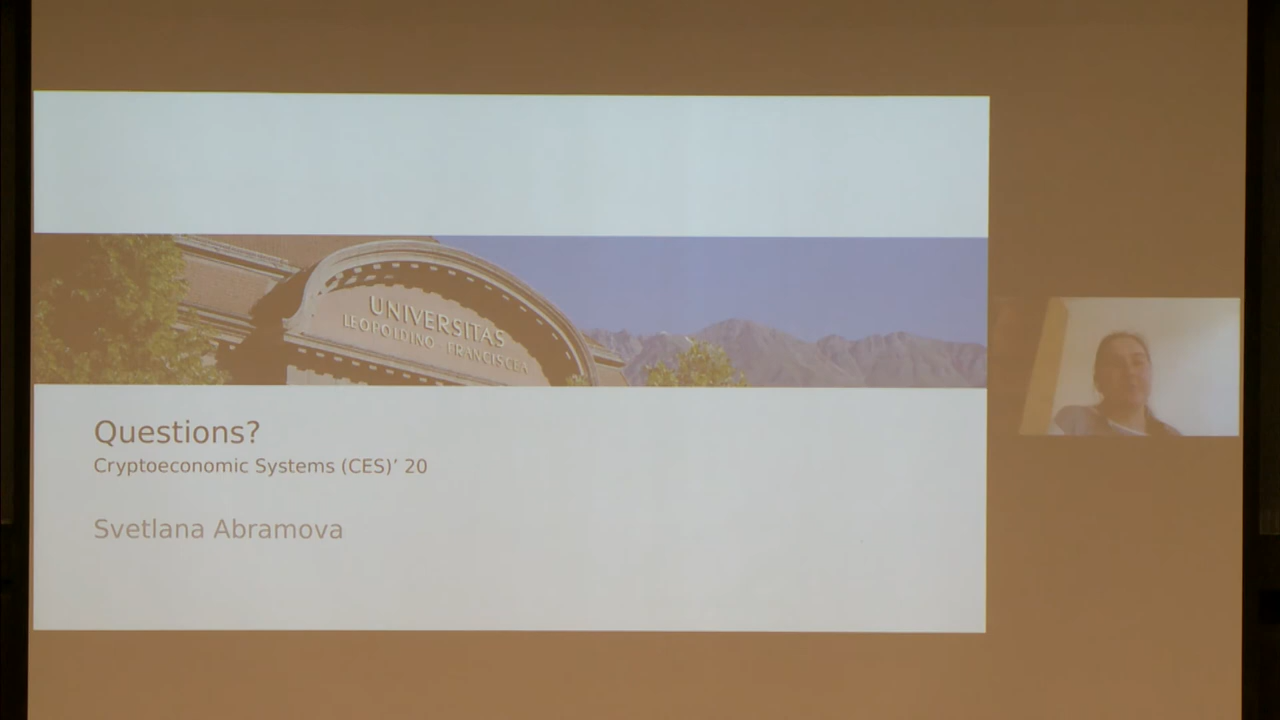 UNIVERSITAS
LEOPOLDINO - FRANCISCEA
Questions?
Cryptoeconomic Systems (CES)’ 20
Svetlana Abramova